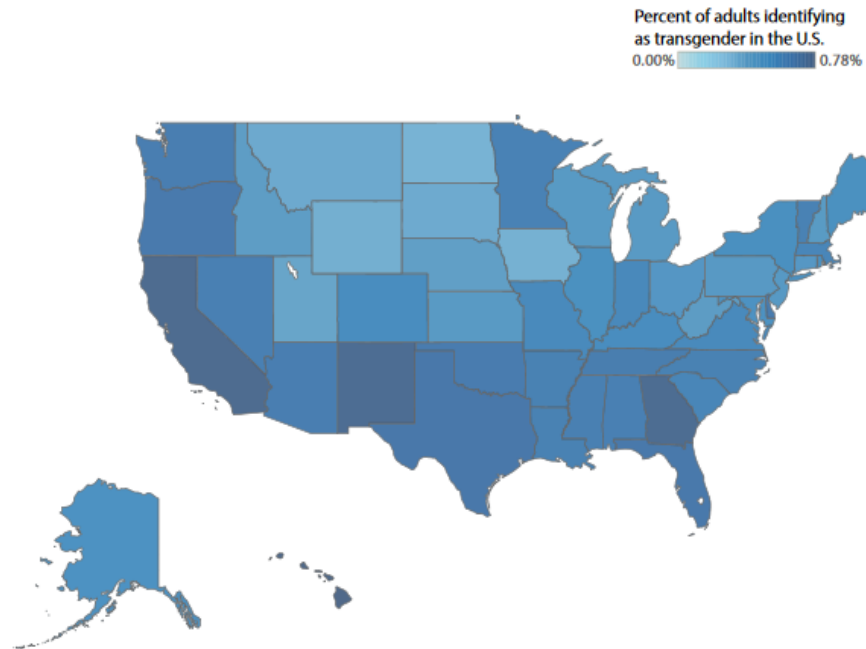 Percent of adults identifying
as transgender in the U.S.
0.00% 0.78%